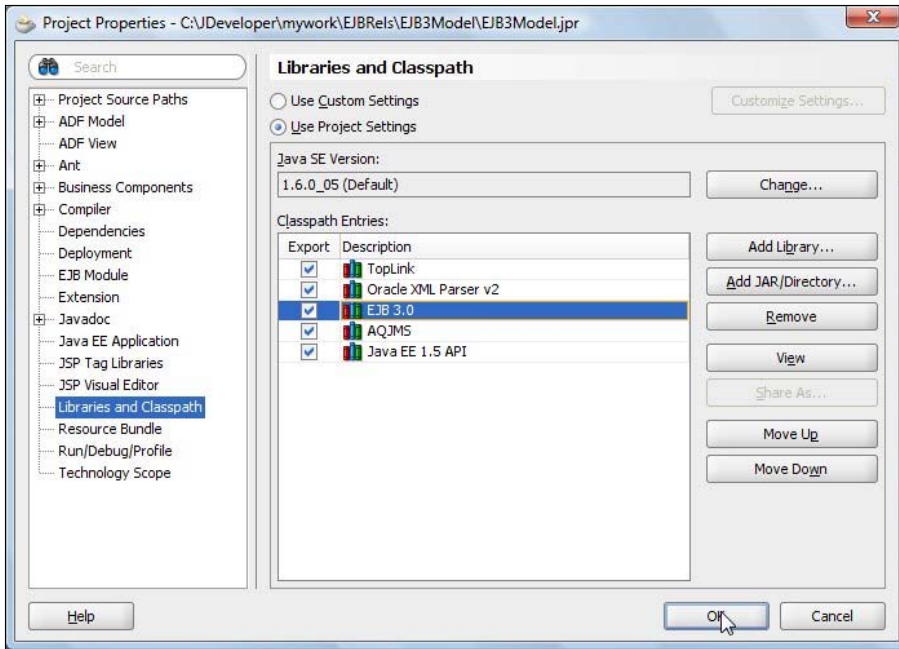 Project Properties - C:\JDeveloper\mywork\EJBRels\EJB3Model\EJB3Model.jpr
Search
Project Source Paths
ADF Model
ADF View
Ant
Business Components
Compiler
Dependencies
Deployment
EJB Module
Extension
Javadoc
Java EE Application
JSP Tag Libraries
JSP Visual Editor
Libraries and Classpath
Resource Bundle
Run/Debug/Profile
Technology Scope
Libraries and Classpath
Use Custom Settings
Customize Settings...
Use Project Settings
Java SE Version:
1.6.0_05 (Default)
Change...
Classpath Entries:
Export Description
TopLink
Oracle XML Parser v2
EJB 3.0
AQJMS
Java EE 1.5 API
Add Library...
Add JAR/Directory...
Remove
View
Share As...
Move Up
Move Down
Help
OK
Cancel